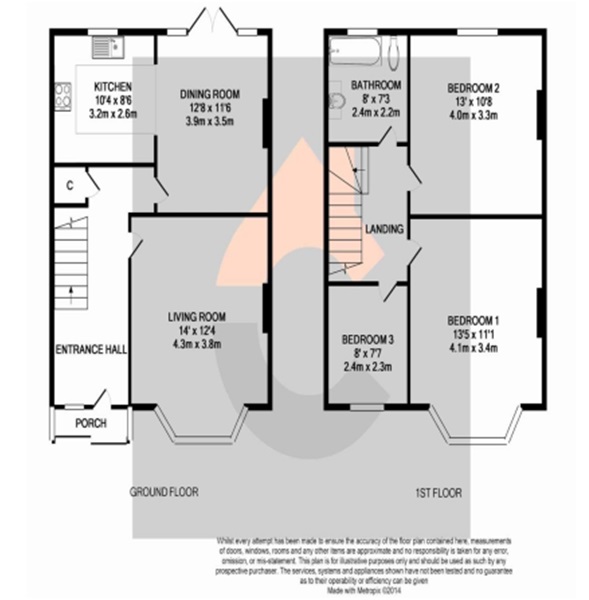 KITCHEN
10'4 x 8'6
3.2m x 2.6m
DINING ROOM
12'8 x 11'6
3.9m x 3.5m
C
LIVING ROOM
14' x 12'4
4.3m x 3.8m
ENTRANCE HALL
PORCH
GROUND FLOOR
BATHROOM
8' x 7'3
2.4m x 2.2m
BEDROOM 2
13' x 10'8
4.0m x 3.3m
LANDING
BEDROOM 3
8' x 7'7
2.4m x 2.3m
BEDROOM 1
13'5 x 11'1
4.1m x 3.4m
1ST FLOOR
Whilst every attempt has been made to ensure the accuracy of the floor plan contained here, measurements
of doors, windows, rooms and any other items are approximate and no responsibility is taken for any error,
omission, or mis-statement. This plan is for illustrative purposes only and should be used as such by any
prospective purchaser. The services, systems and appliances shown have not been tested and no guarantee
as to their operability or efficiency can be given
Made with Metropix ©2014